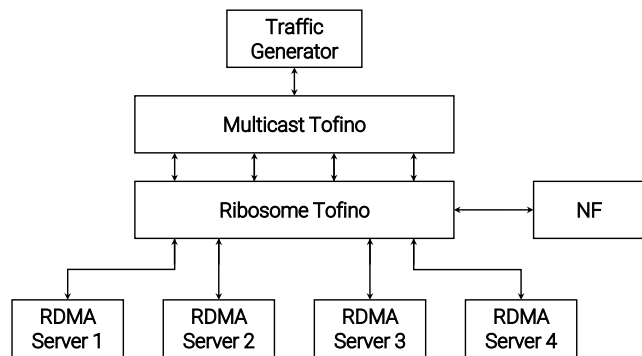 Traffic
Generator
Multicast Tofino
Ribosome Tofino
NF
RDMA
Server 1
RDMA
Server 2
RDMA
Server 3
RDMA
Server 4